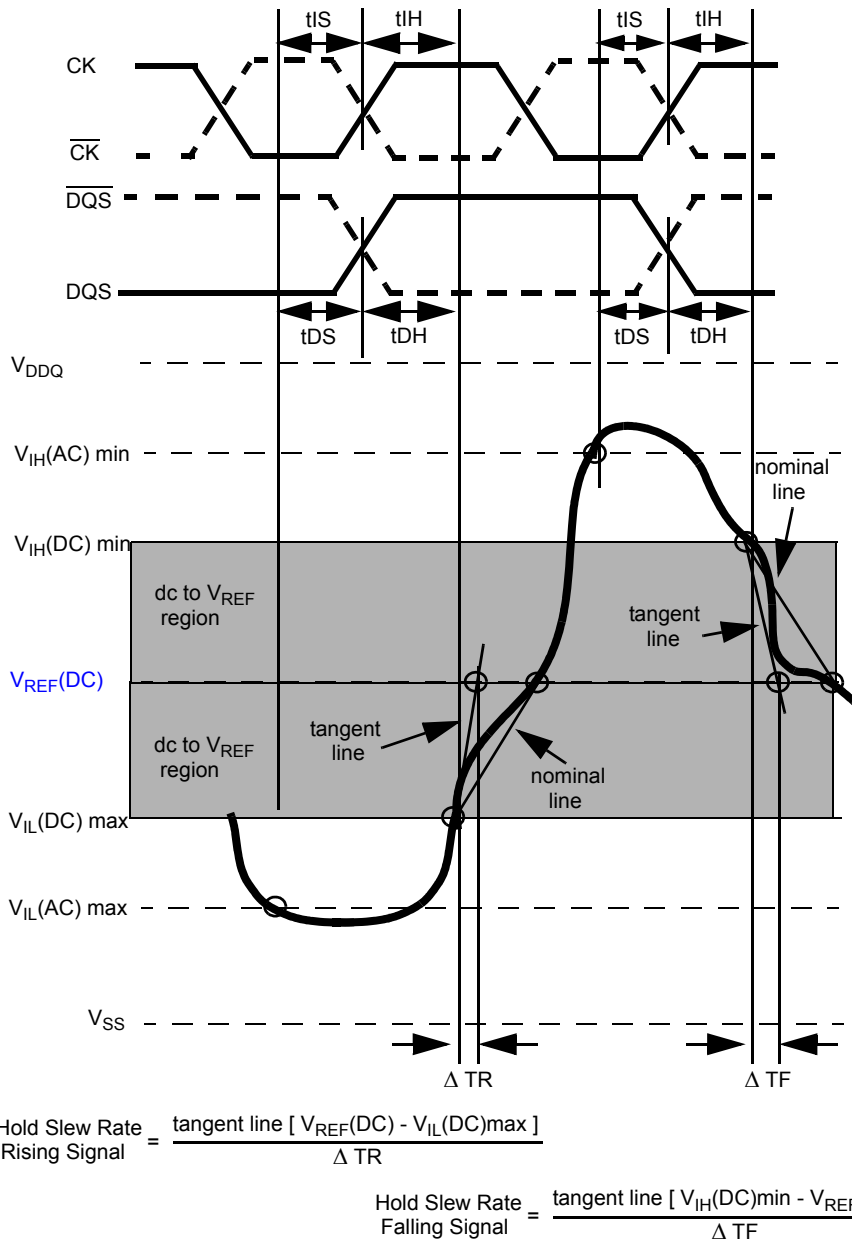 tIS tIH tIS tIH
CK
CK
DQS
DQS
tDS tDH tDS tDH
VDDQ
VIH(AC) min
nominal
line
VIH(DC) min
dc to VREF
region
tangent
line
VREF(DC)
tangent
line
dc to VREF
region
nominal
line
VIL(DC) max
VIL(AC) max
VSS
Δ TR Δ TF
Hold Slew Rate
Rising Signal = tangent line [ VREF(DC) - VIL(DC)max ]
Δ TR
Hold Slew Rate
Falling Signal = tangent line [ VIH(DC)min - VREF
Δ TF